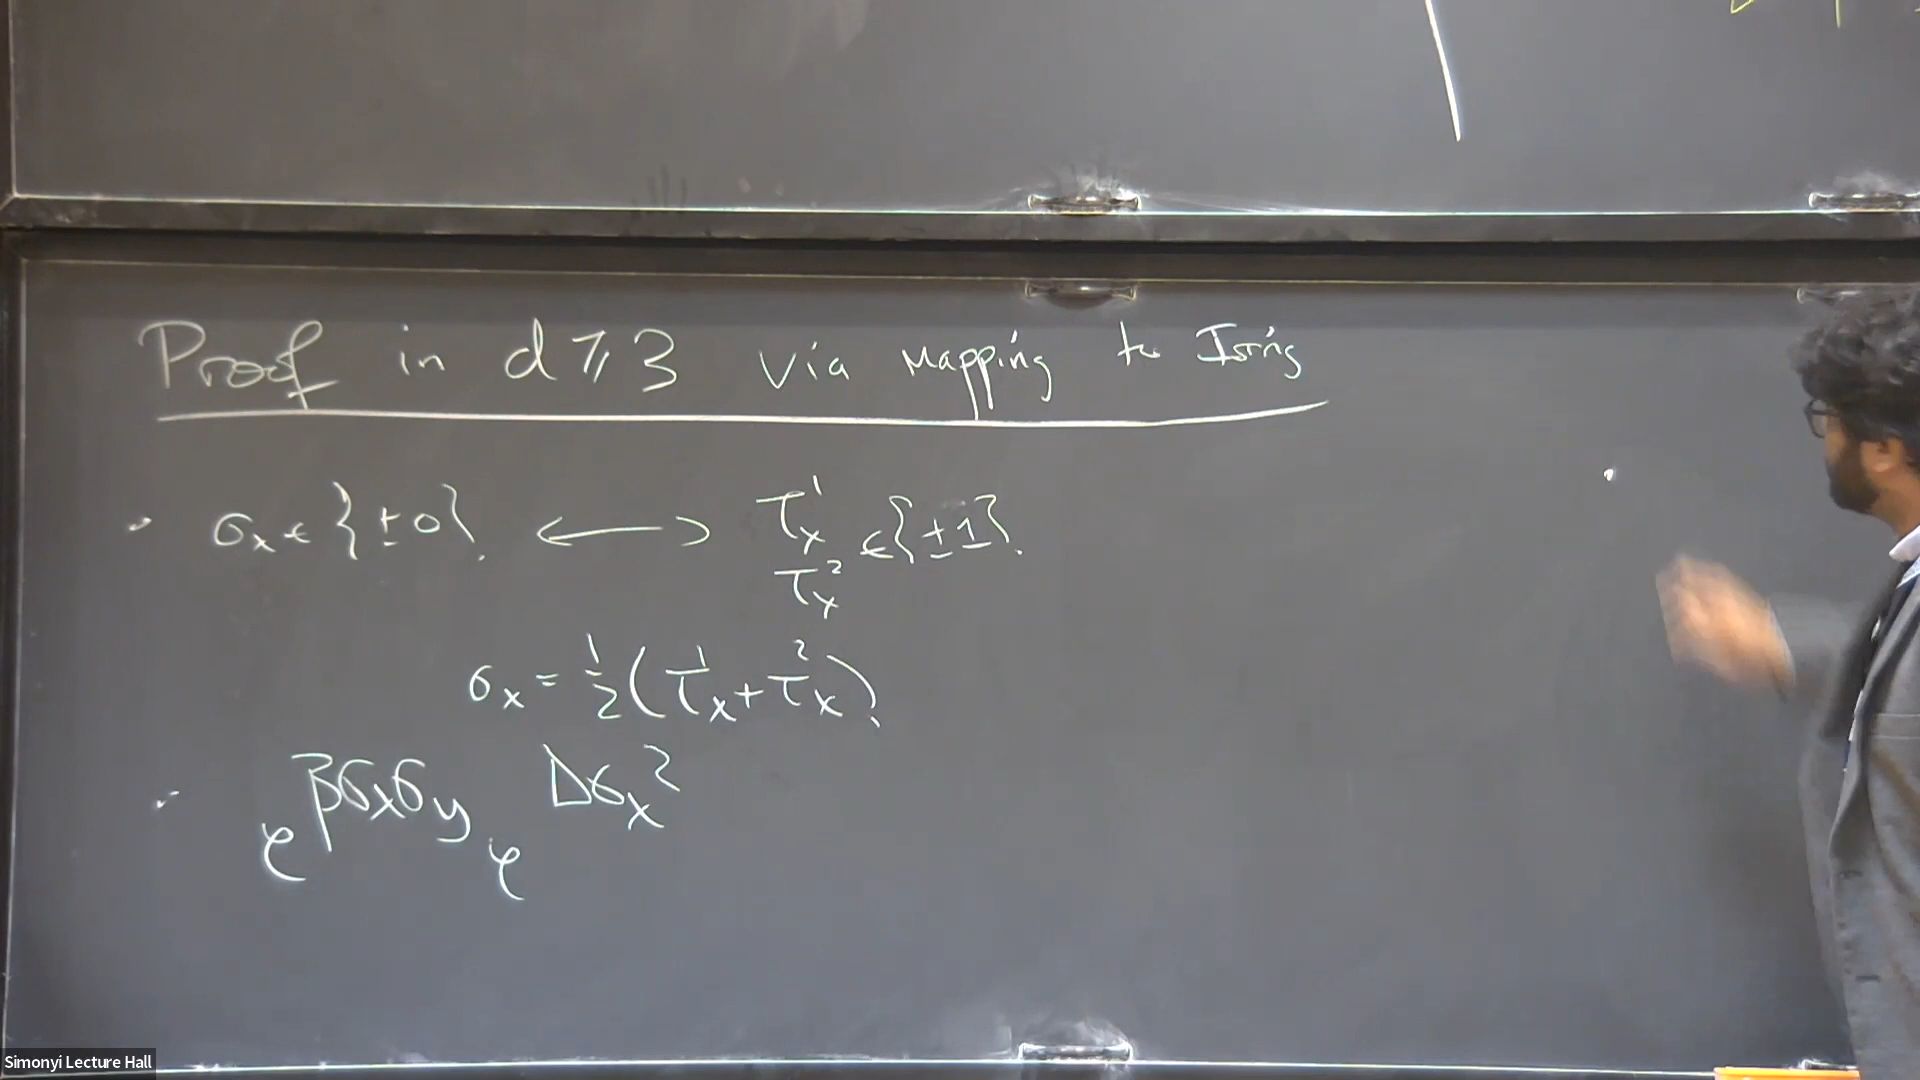 Proof in d ≥ 3 via Mapping to Ising
• σₓ ∈ {±0}. ⟷ τₓ¹ ∈ {±1}.
τₓ²
σₓ = 1/2 (τₓ¹ + τₓ²).
• e^{βσₓσ_y} e^{Δσₓ²}
Simonyi Lecture Hall